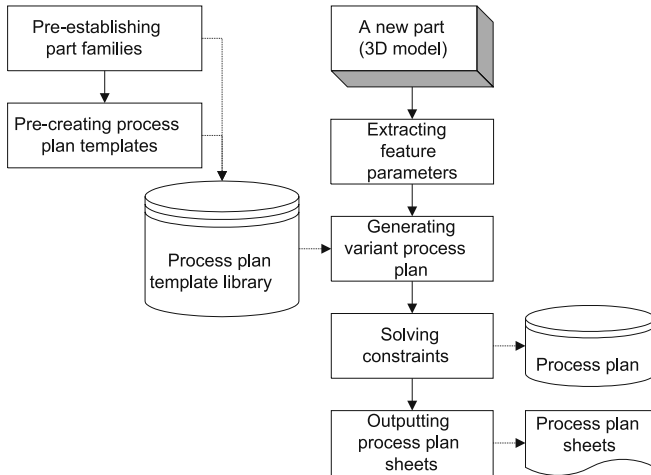 Pre-establishing
part families
A new part
(3D model)
Pre-creating process
plan templates
Extracting
feature
parameters
Process plan
template library
Generating
variant process
plan
Solving
constraints
Process plan
Outputting
process plan
sheets
Process plan
sheets